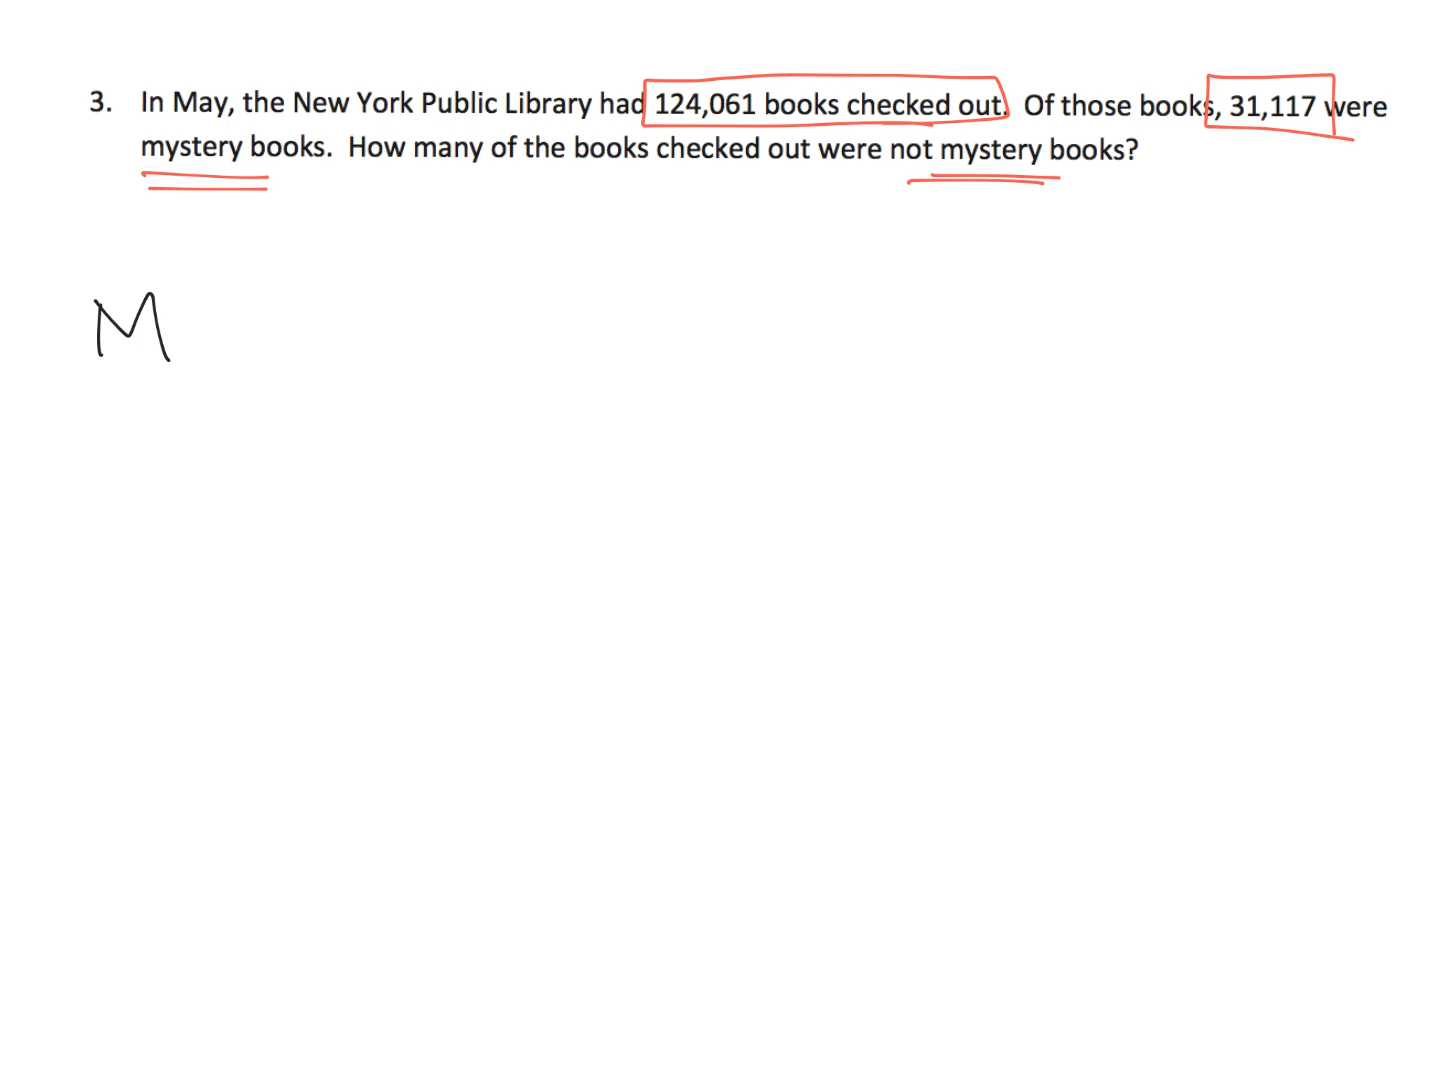 3. In May, the New York Public Library had 124,061 books checked out. Of those books, 31,117 were
mystery books. How many of the books checked out were not mystery books?
M